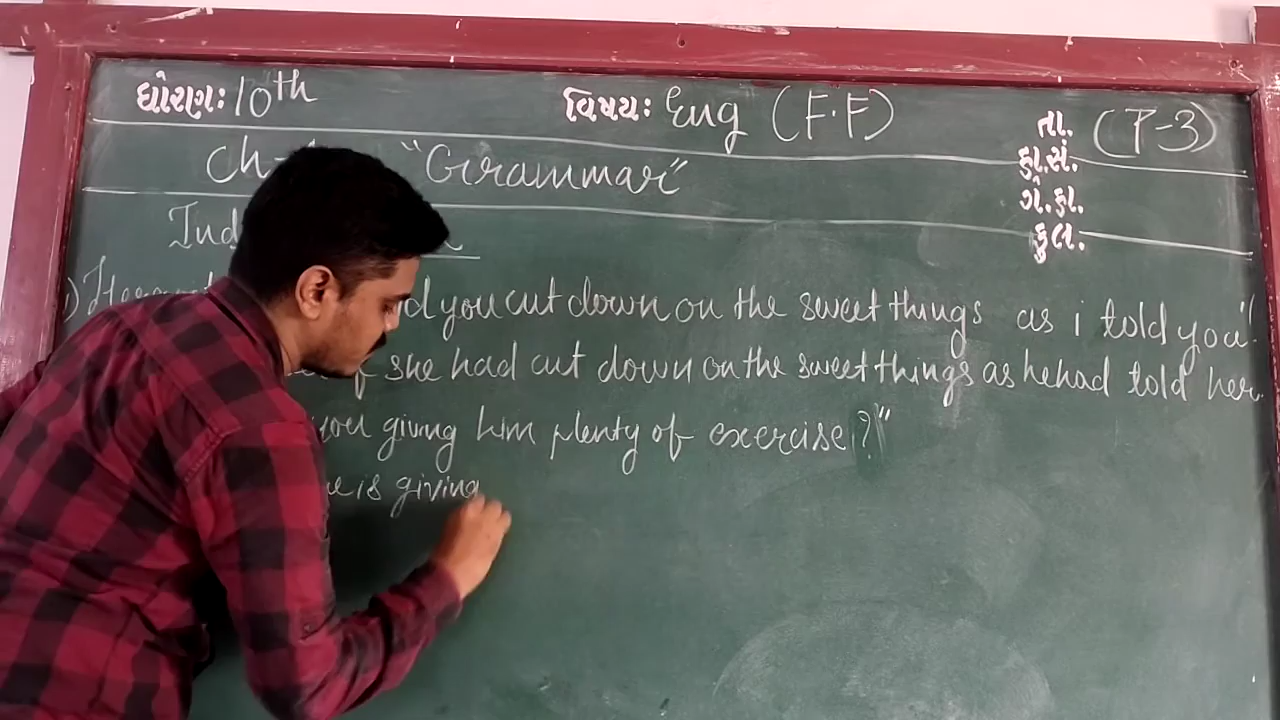 ધોરણ: 10th વિષય: Eng (F.F) તા. (P-3)
ફા.સં.
Ch- "Grammar"
ગે.હા.
Ind
કુલ.
1) d you cut down on the sweet things as i told you".
if she had cut down on the sweet things as he had told her.
you giving him plenty of exercise?"
is giving